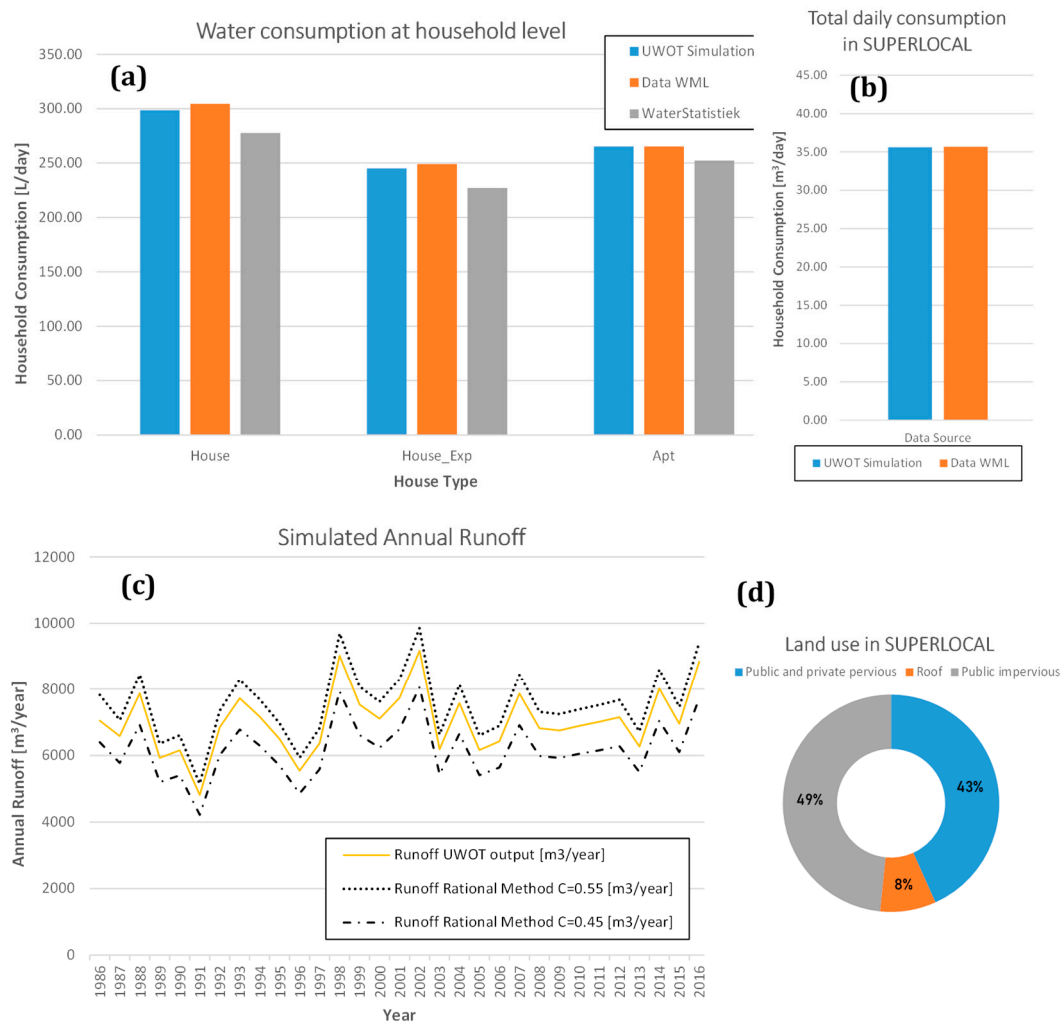 Water consumption at household level
(a)
350.00
300.00
250.00
200.00
150.00
100.00
50.00
0.00
Household Consumption [L/day]
UWOT Simulation
Data WML
WaterStatistiek
House
House_Exp
Apt
House Type
Total daily consumption
in SUPERLOCAL
(b)
45.00
40.00
35.00
30.00
25.00
20.00
15.00
10.00
5.00
0.00
Household Consumption [m³/day]
Data Source
UWOT Simulation
Data WML
Simulated Annual Runoff
(c)
12000
10000
8000
6000
4000
2000
0
Annual Runoff [m³/year]
Runoff UWOT output [m3/year]
Runoff Rational Method C=0.55 [m3/year]
Runoff Rational Method C=0.45 [m3/year]
1986
1987
1988
1989
1990
1991
1992
1993
1994
1995
1996
1997
1998
1999
2000
2001
2002
2003
2004
2005
2006
2007
2008
2009
2010
2011
2012
2013
2014
2015
2016
Year
(d)
Land use in SUPERLOCAL
Public and private pervious
Roof
Public impervious
49%
43%
8%